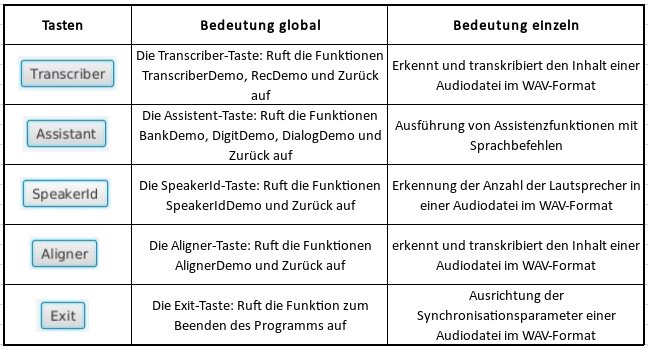 Tasten
Bedeutung global
Bedeutung einzeln
Transcriber
Die Transcriber-Taste: Ruft die Funktionen
TranscriberDemo, RecDemo und Zurück
auf
Erkennt und transkribiert den Inhalt einer
Audiodatei im WAV-Format
Assistant
Die Assistent-Taste: Ruft die Funktionen
BankDemo, DigitDemo, DialogDemo und
Zurück auf
Ausführung von Assistenzfunktionen mit
Sprachbefehlen
SpeakerId
Die SpeakerId-Taste: Ruft die Funktionen
SpeakerIdDemo und Zurück auf
Erkennung der Anzahl der Lautsprecher in
einer Audiodatei im WAV-Format
Aligner
Die Aligner-Taste: Ruft die Funktionen
AlignerDemo und Zurück auf
erkennt und transkribiert den Inhalt einer
Audiodatei im WAV-Format
Exit
Die Exit-Taste: Ruft die Funktion zum
Beenden des Programms auf
Ausrichtung der
Synchronisationsparameter einer
Audiodatei im WAV-Format